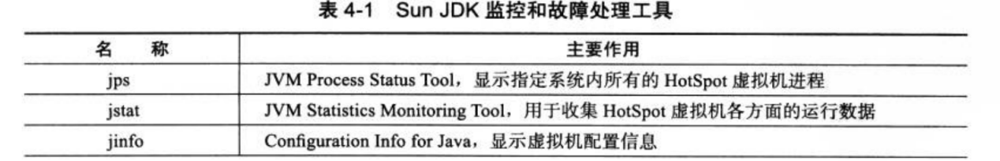 表 4-1 Sun JDK 监控和故障处理工具
名 称 主要作用
jps JVM Process Status Tool，显示指定系统内所有的 HotSpot 虚拟机进程
jstat JVM Statistics Monitoring Tool，用于收集 HotSpot 虚拟机各方面的运行数据
jinfo Configuration Info for Java，显示虚拟机配置信息